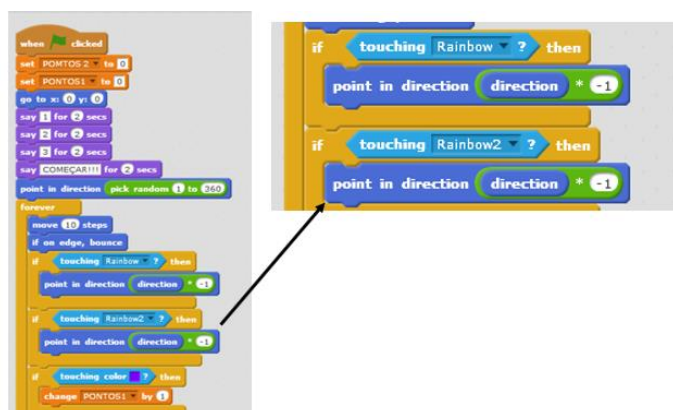 when clicked
set POMTOS 2 to 0
set PONTOS1 to 0
go to x: 0 y: 0
say 1 for 2 secs
say 2 for 2 secs
say 3 for 2 secs
say COMEÇAR!!! for 2 secs
point in direction pick random 1 to 360
forever
move 10 steps
if on edge, bounce
if touching Rainbow ? then
point in direction direction * -1
if touching Rainbow2 ? then
point in direction direction * -1
if touching color ? then
change PONTOS1 by 1
if touching Rainbow ? then
point in direction direction * -1
if touching Rainbow2 ? then
point in direction direction * -1